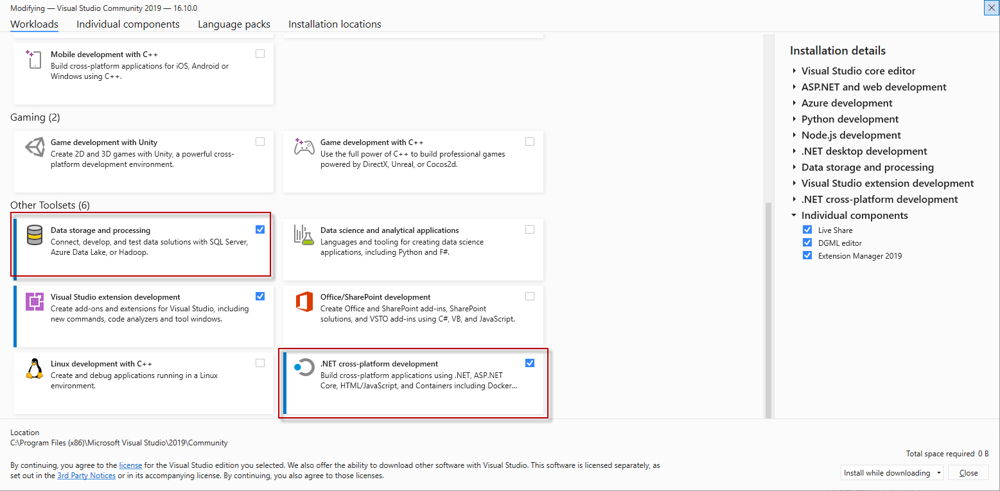 Modifying — Visual Studio Community 2019 — 16.10.0
Workloads Individual components Language packs Installation locations
Mobile development with C++
Build cross-platform applications for iOS, Android or
Windows using C++.
Gaming (2)
Game development with Unity
Create 2D and 3D games with Unity, a powerful cross-
platform development environment.
Game development with C++
Use the full power of C++ to build professional games
powered by DirectX, Unreal, or Cocos2d.
Other Toolsets (6)
Data storage and processing
Connect, develop, and test data solutions with SQL Server,
Azure Data Lake, or Hadoop.
Data science and analytical applications
Languages and tooling for creating data science
applications, including Python and F#.
Visual Studio extension development
Create add-ons and extensions for Visual Studio, including
new commands, code analyzers and tool windows.
Office/SharePoint development
Create Office and SharePoint add-ins, SharePoint
solutions, and VSTO add-ins using C#, VB, and JavaScript.
Linux development with C++
Create and debug applications running in a Linux
environment.
.NET cross-platform development
Build cross-platform applications using .NET, ASP.NET
Core, HTML/JavaScript, and Containers including Docker...
Installation details
Visual Studio core editor
ASP.NET and web development
Azure development
Python development
Node.js development
.NET desktop development
Data storage and processing
Visual Studio extension development
.NET cross-platform development
Individual components
Live Share
DGML editor
Extension Manager 2019
Location
C:\Program Files (x86)\Microsoft Visual Studio\2019\Community
By continuing, you agree to the license for the Visual Studio edition you selected. We also offer the ability to download other software with Visual Studio. This software is licensed separately, as
set out in the 3rd Party Notices or in its accompanying license. By continuing, you also agree to those licenses.
Total space required 0 B
Install while downloading
Close